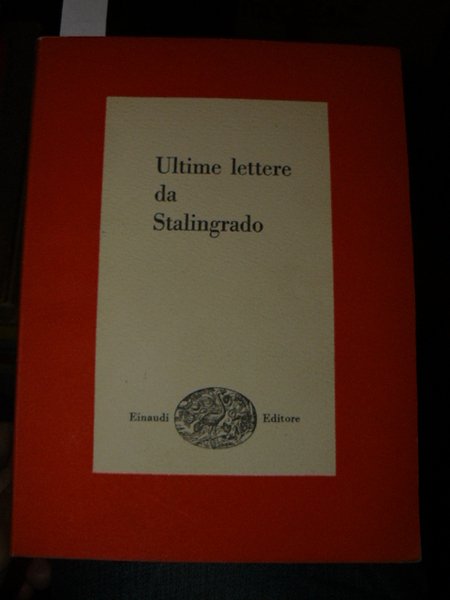 Ultime lettere
da
Stalingrado
Einaudi Editore